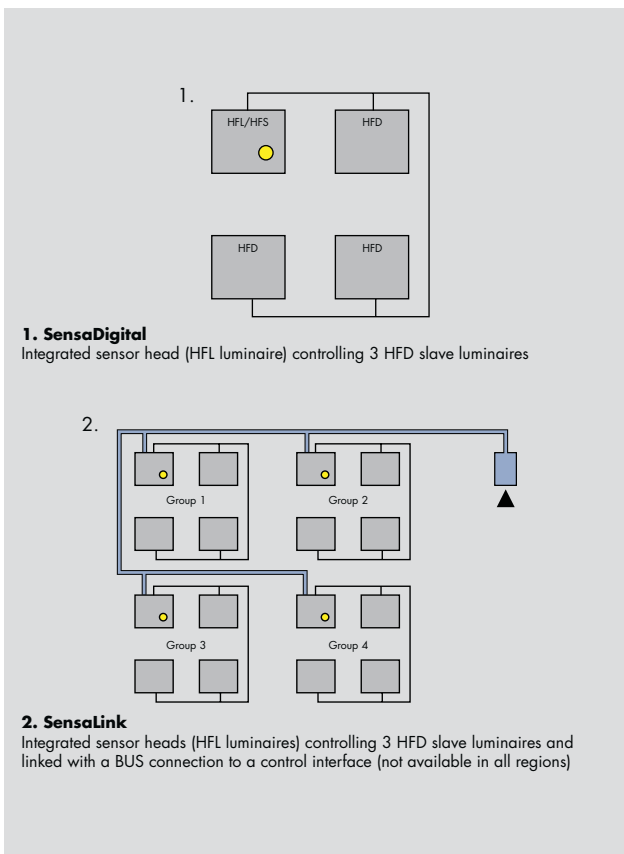 1.
HFL/HFS
HFD
HFD
HFD
1. SensaDigital
Integrated sensor head (HFL luminaire) controlling 3 HFD slave luminaires
2.
Group 1
Group 2
Group 3
Group 4
2. SensaLink
Integrated sensor heads (HFL luminaires) controlling 3 HFD slave luminaires and
linked with a BUS connection to a control interface (not available in all regions)